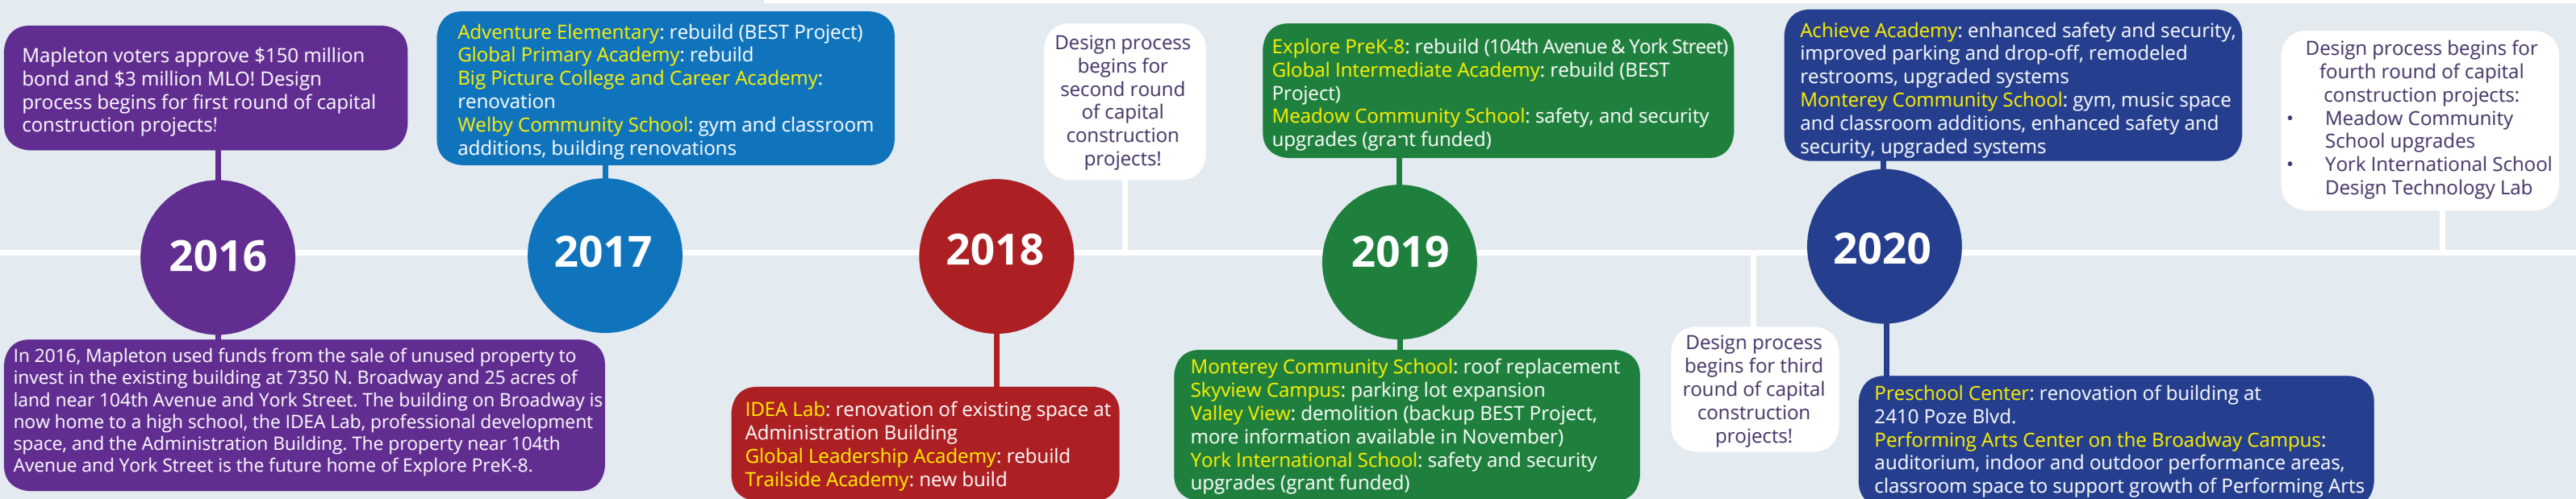 Mapleton voters approve $150 million
bond and $3 million MLO! Design
process begins for first round of capital
construction projects!
2016
In 2016, Mapleton used funds from the sale of unused property to
invest in the existing building at 7350 N. Broadway and 25 acres of
land near 104th Avenue and York Street. The building on Broadway is
now home to a high school, the IDEA Lab, professional development
space, and the Administration Building. The property near 104th
Avenue and York Street is the future home of Explore PreK-8.
Adventure Elementary: rebuild (BEST Project)
Global Primary Academy: rebuild
Big Picture College and Career Academy:
renovation
Welby Community School: gym and classroom
additions, building renovations
2017
2018
IDEA Lab: renovation of existing space at
Administration Building
Global Leadership Academy: rebuild
Trailside Academy: new build
Design process
begins for
second round
of capital
construction
projects!
Explore PreK-8: rebuild (104th Avenue & York Street)
Global Intermediate Academy: rebuild (BEST
Project)
Meadow Community School: safety, and security
upgrades (grant funded)
2019
Monterey Community School: roof replacement
Skyview Campus: parking lot expansion
Valley View: demolition (backup BEST Project,
more information available in November)
York International School: safety and security
upgrades (grant funded)
Design process
begins for third
round of capital
construction
projects!
Achieve Academy: enhanced safety and security,
improved parking and drop-off, remodeled
restrooms, upgraded systems
Monterey Community School: gym, music space
and classroom additions, enhanced safety and
security, upgraded systems
2020
Preschool Center: renovation of building at
2410 Poze Blvd.
Performing Arts Center on the Broadway Campus:
auditorium, indoor and outdoor performance areas,
classroom space to support growth of Performing Arts
Design process begins for
fourth round of capital
construction projects:
• Meadow Community
School upgrades
• York International School
Design Technology Lab